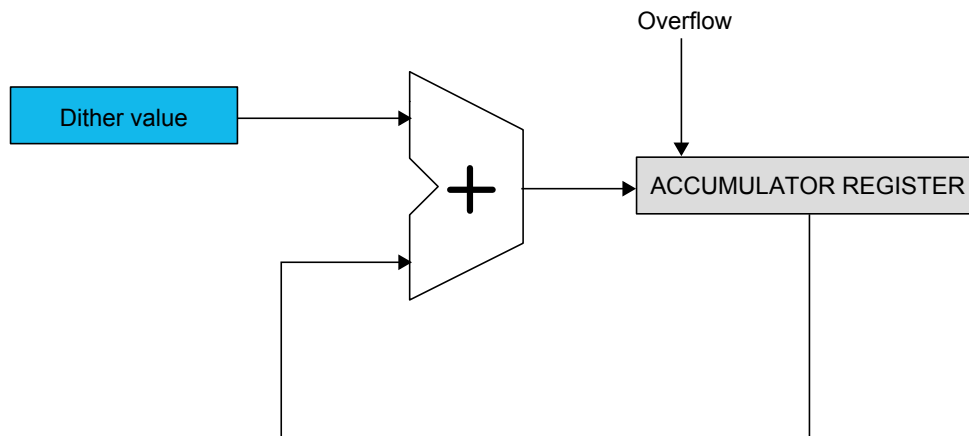 Overflow
Dither value
+
ACCUMULATOR REGISTER